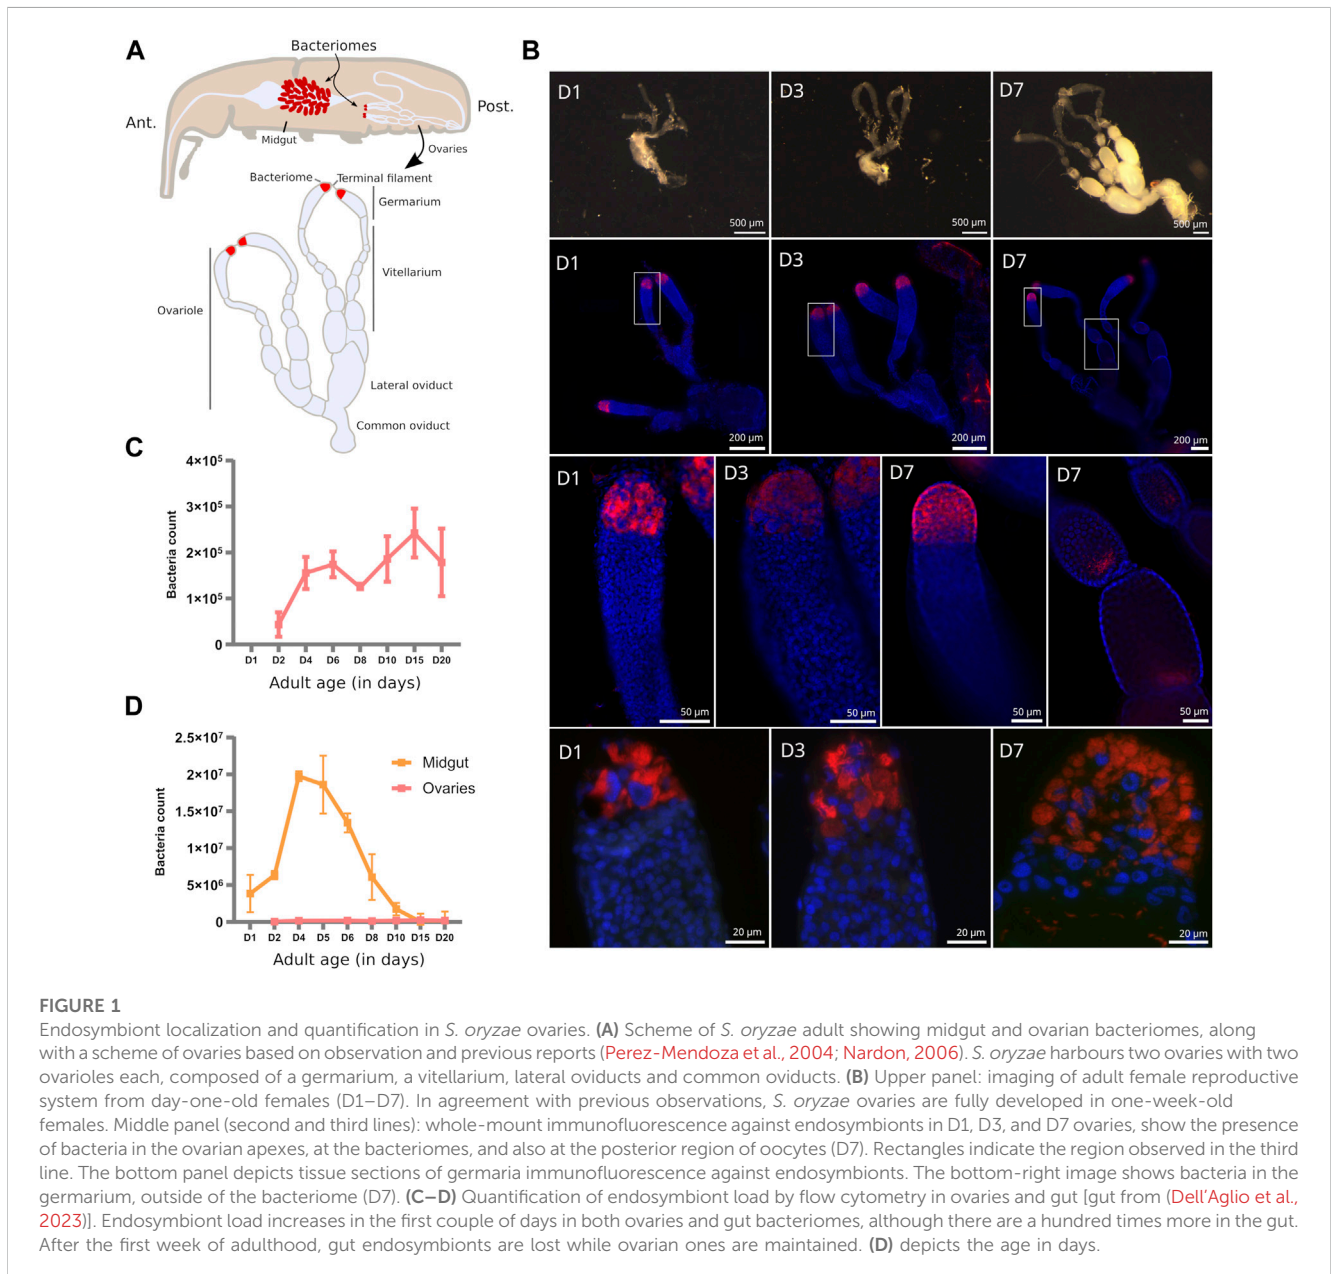 A
Bacteriomes
Ant.
Post.
Midgut
Ovaries
Bacteriome
Terminal filament
Germarium
Vitellarium
Ovariole
Lateral oviduct
Common oviduct
B
D1
500 µm
D3
500 µm
D7
500 µm
D1
200 µm
D3
200 µm
D7
200 µm
D1
50 µm
D3
50 µm
D7
50 µm
D7
50 µm
D1
20 µm
D3
20 µm
D7
20 µm
C
4×10⁵
3×10⁵
2×10⁵
1×10⁵
0
Bacteria count
D1 D2 D4 D6 D8 D10 D15 D20
Adult age (in days)
D
2.5×10⁷
2×10⁷
1.5×10⁷
1×10⁷
5×10⁶
0
Bacteria count
Midgut
Ovaries
D1 D2 D4 D5 D6 D8 D10 D15 D20
Adult age (in days)
FIGURE 1
Endosymbiont localization and quantification in S. oryzae ovaries. (A) Scheme of S. oryzae adult showing midgut and ovarian bacteriomes, along
with a scheme of ovaries based on observation and previous reports (Perez-Mendoza et al., 2004; Nardon, 2006). S. oryzae harbours two ovaries with two
ovarioles each, composed of a germarium, a vitellarium, lateral oviducts and common oviducts. (B) Upper panel: imaging of adult female reproductive
system from day-one-old females (D1–D7). In agreement with previous observations, S. oryzae ovaries are fully developed in one-week-old
females. Middle panel (second and third lines): whole-mount immunofluorescence against endosymbionts in D1, D3, and D7 ovaries, show the presence
of bacteria in the ovarian apexes, at the bacteriomes, and also at the posterior region of oocytes (D7). Rectangles indicate the region observed in the third
line. The bottom panel depicts tissue sections of germaria immunofluorescence against endosymbionts. The bottom-right image shows bacteria in the
germarium, outside of the bacteriome (D7). (C–D) Quantification of endosymbiont load by flow cytometry in ovaries and gut [gut from (Dell'Aglio et al.,
2023)]. Endosymbiont load increases in the first couple of days in both ovaries and gut bacteriomes, although there are a hundred times more in the gut.
After the first week of adulthood, gut endosymbionts are lost while ovarian ones are maintained. (D) depicts the age in days.